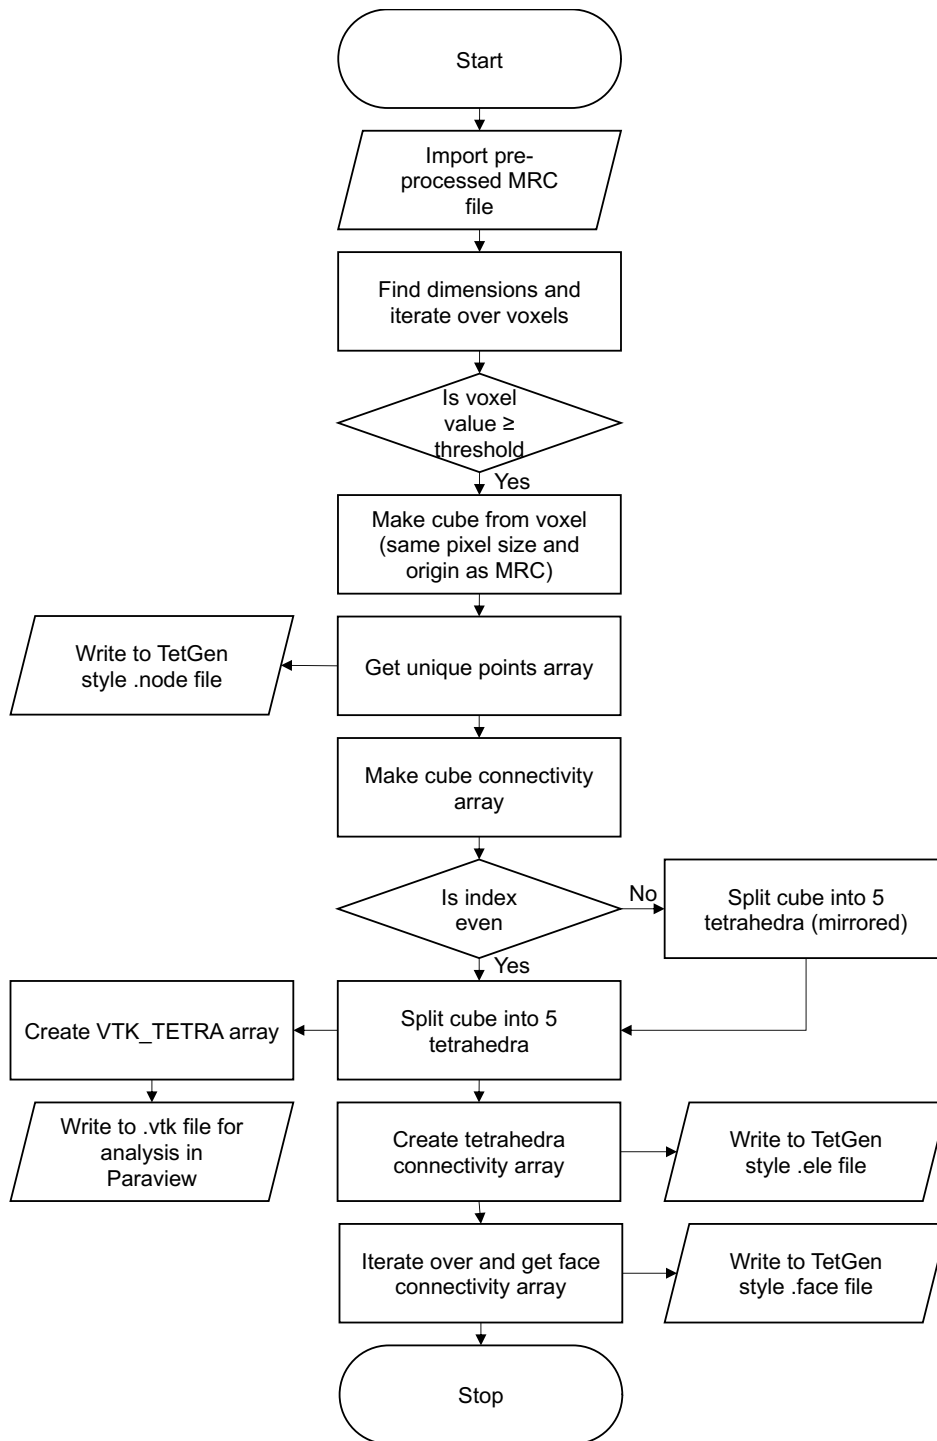 Start
Import pre-
processed MRC
file
Find dimensions and
iterate over voxels
Is voxel
value ≥
threshold
Yes
Make cube from voxel
(same pixel size and
origin as MRC)
Write to TetGen
style .node file
Get unique points array
Make cube connectivity
array
Is index
even
No
Split cube into 5
tetrahedra (mirrored)
Yes
Create VTK_TETRA array
Split cube into 5
tetrahedra
Write to .vtk file for
analysis in
Paraview
Create tetrahedra
connectivity array
Write to TetGen
style .ele file
Iterate over and get face
connectivity array
Write to TetGen
style .face file
Stop